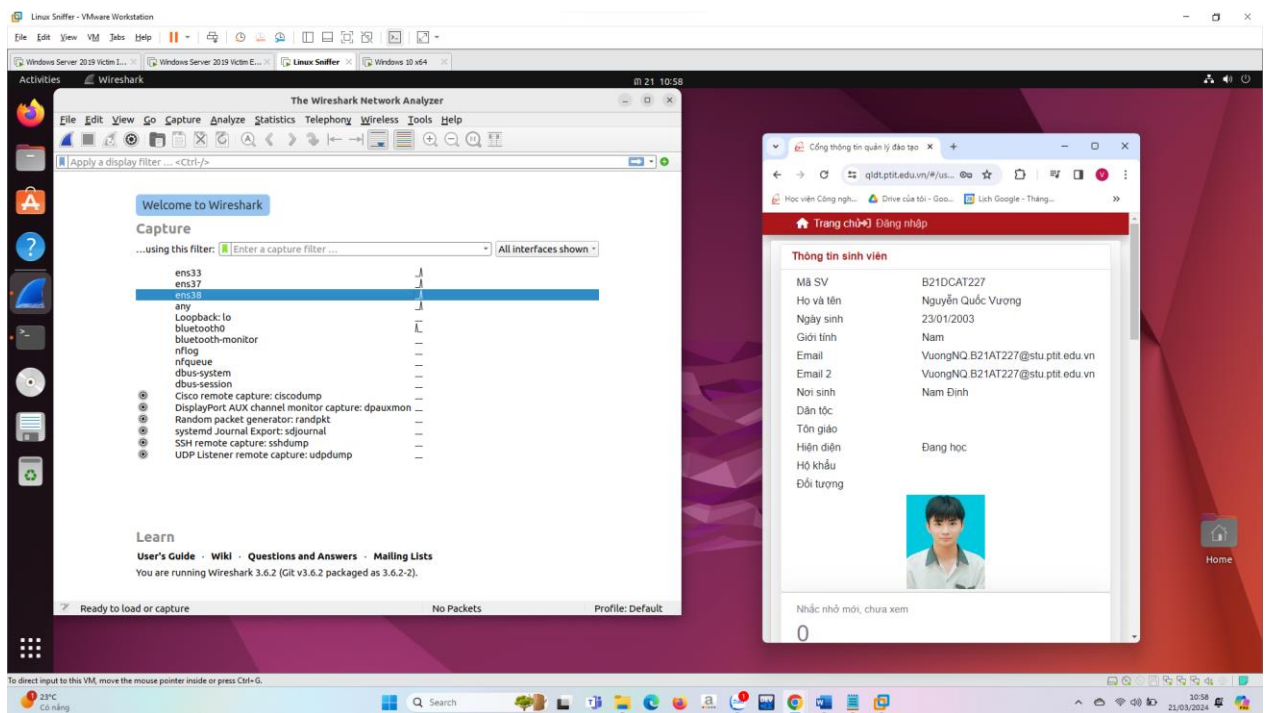 Linux Sniffer - VMware Workstation
File Edit View VM Tabs Help
Windows Server 2019 Victim I... Windows Server 2019 Victim E... Linux Sniffer Windows 10 x64
Activities Wireshark 21 10:58
The Wireshark Network Analyzer
File Edit View Go Capture Analyze Statistics Telephony Wireless Tools Help
Apply a display filter ... <Ctrl-/>
Welcome to Wireshark
Capture
...using this filter: Enter a capture filter ... All interfaces shown
ens33
ens37
ens38
any
Loopback: lo
bluetooth0
bluetooth-monitor
nflog
nfqueue
dbus-system
dbus-session
Cisco remote capture: ciscodump
DisplayPort AUX channel monitor capture: dpauxmon
Random packet generator: randpkt
systemd Journal Export: sdjournal
SSH remote capture: sshdump
UDP Listener remote capture: udpdump
Learn
User's Guide · Wiki · Questions and Answers · Mailing Lists
You are running Wireshark 3.6.2 (Git v3.6.2 packaged as 3.6.2-2).
Ready to load or capture No Packets Profile: Default
Cổng thông tin quản lý đào tạo
qldt.ptit.edu.vn/#/us...
Học viện Công ngh... Drive của tôi - Goo... Lịch Google - Tháng...
Trang chủ Đăng nhập
Thông tin sinh viên
Mã SV B21DCAT227
Họ và tên Nguyễn Quốc Vượng
Ngày sinh 23/01/2003
Giới tính Nam
Email VuongNQ.B21AT227@stu.ptit.edu.vn
Email 2 VuongNQ.B21AT227@stu.ptit.edu.vn
Nơi sinh Nam Định
Dân tộc
Tôn giáo
Hiện diện Đang học
Hộ khẩu
Đối tượng
Nhắc nhở mới, chưa xem
0
Home
To direct input to this VM, move the mouse pointer inside or press Ctrl+G.
23°C
Có nắng
Search
10:58
21/03/2024